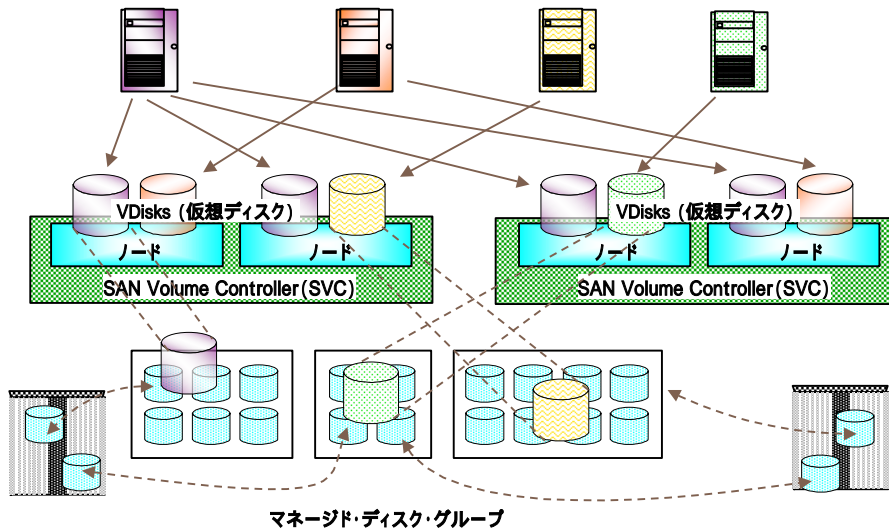 VDisks (仮想ディスク)
VDisks (仮想ディスク)
ノード
ノード
ノード
ノード
SAN Volume Controller(SVC)
SAN Volume Controller(SVC)
マネージド・ディスク・グループ